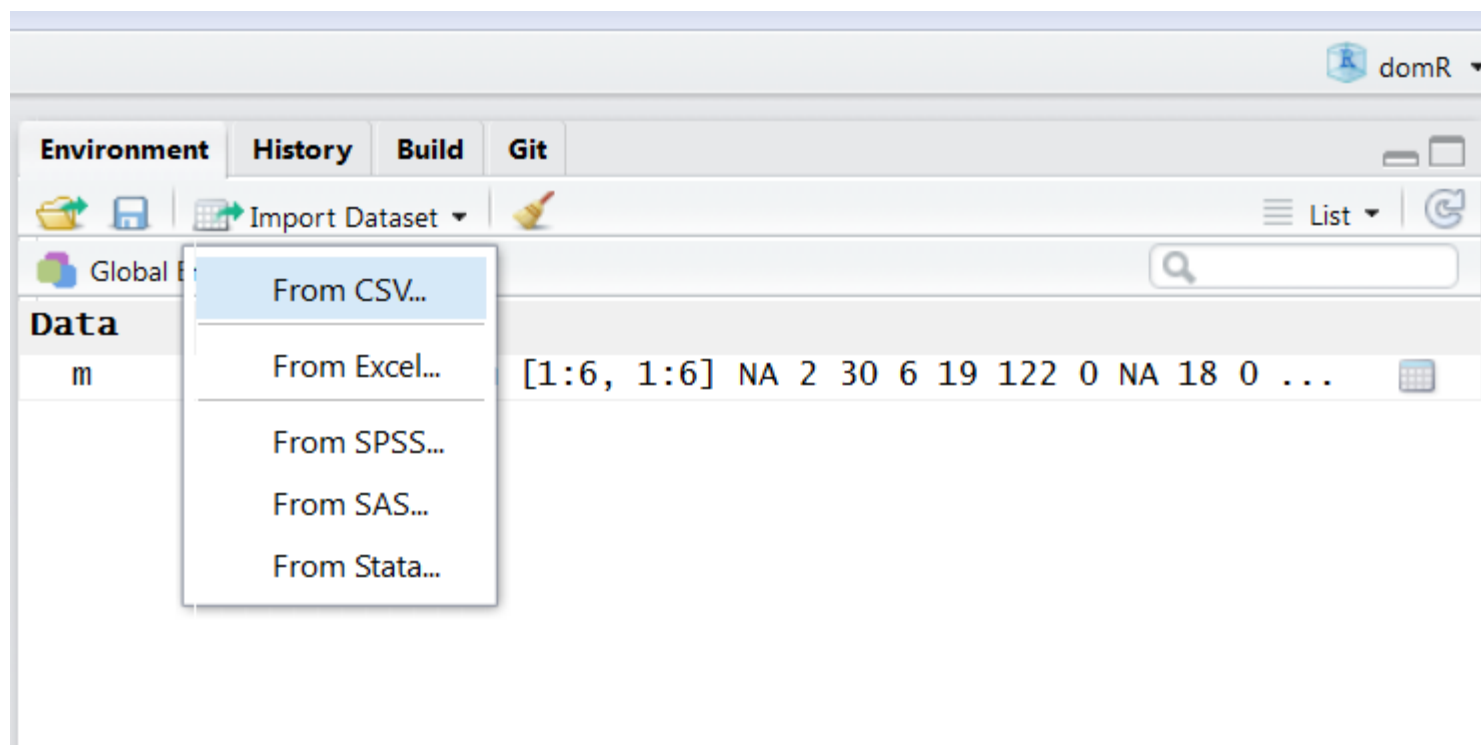 domR
Environment History Build Git
Import Dataset List
Global
From CSV...
Data
From Excel...
m [1:6, 1:6] NA 2 30 6 19 122 0 NA 18 0 ...
From SPSS...
From SAS...
From Stata...